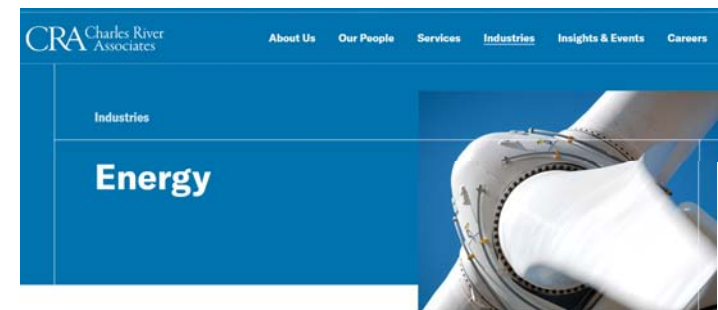 CRA Charles River
Associates
About Us Our People Services Industries Insights & Events Careers
Industries
Energy